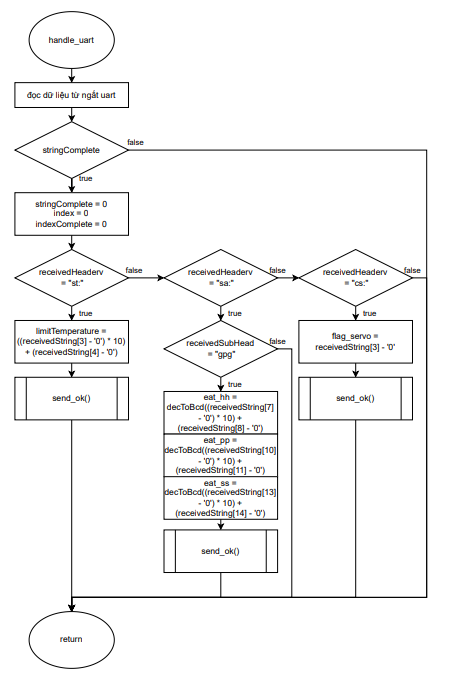 handle_uart
đọc dữ liệu từ ngắt uart
stringComplete
false
true
stringComplete = 0
index = 0
indexComplete = 0
receivedHeaderv
= "st:"
false
receivedHeaderv
= "sa:"
false
receivedHeaderv
= "cs:"
false
true
true
true
limitTemperature =
((receivedString[3] - '0') * 10)
+ (receivedString[4] - '0')
receivedSubHead
= "gpg"
false
flag_servo =
receivedString[3] - '0'
true
send_ok()
eat_hh =
decToBcd((receivedString[7]
- '0') * 10) +
(receivedString[8] - '0')
eat_pp =
decToBcd((receivedString[10]
- '0') * 10) +
(receivedString[11] - '0')
eat_ss =
decToBcd((receivedString[13]
- '0') * 10) +
(receivedString[14] - '0')
send_ok()
send_ok()
return